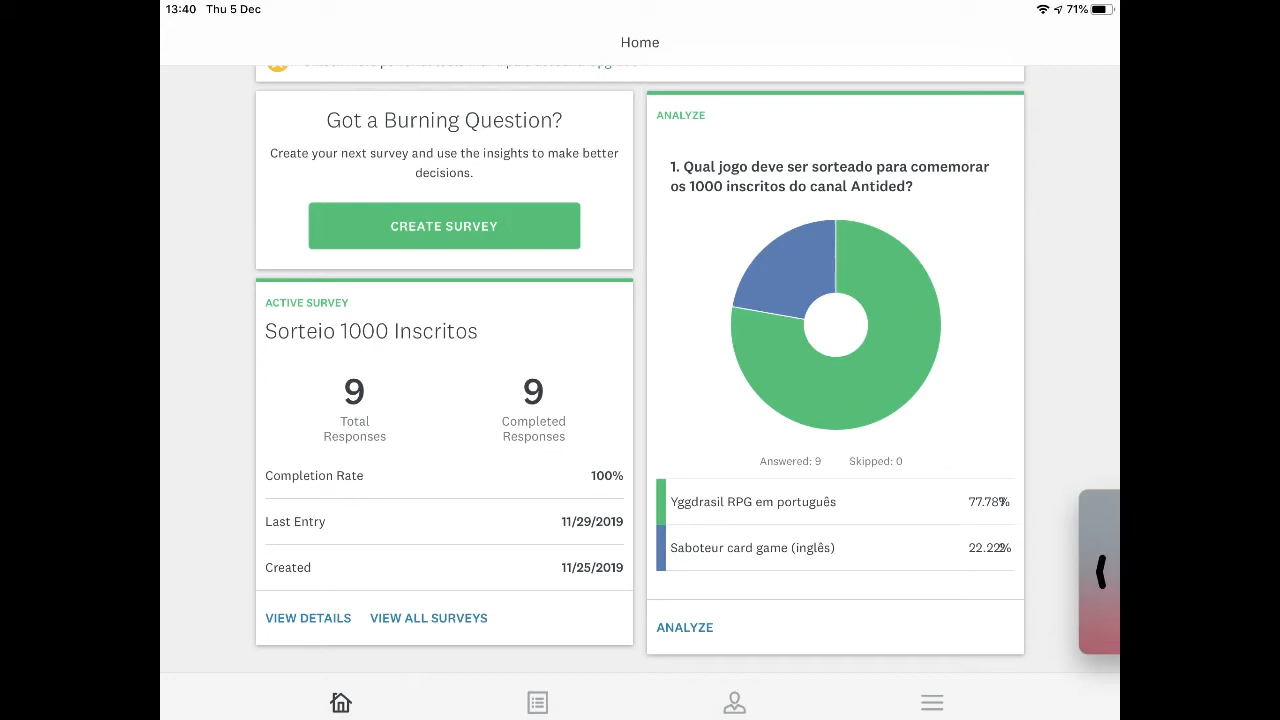 13:40 Thu 5 Dec
71%
Home
Got a Burning Question?
Create your next survey and use the insights to make better
decisions.
CREATE SURVEY
ACTIVE SURVEY
Sorteio 1000 Inscritos
9
9
Total
Responses
Completed
Responses
Completion Rate 100%
Last Entry 11/29/2019
Created 11/25/2019
VIEW DETAILS VIEW ALL SURVEYS
ANALYZE
1. Qual jogo deve ser sorteado para comemorar
os 1000 inscritos do canal Antided?
Answered: 9 Skipped: 0
Yggdrasil RPG em português 77.78%
Saboteur card game (inglês) 22.22%
ANALYZE